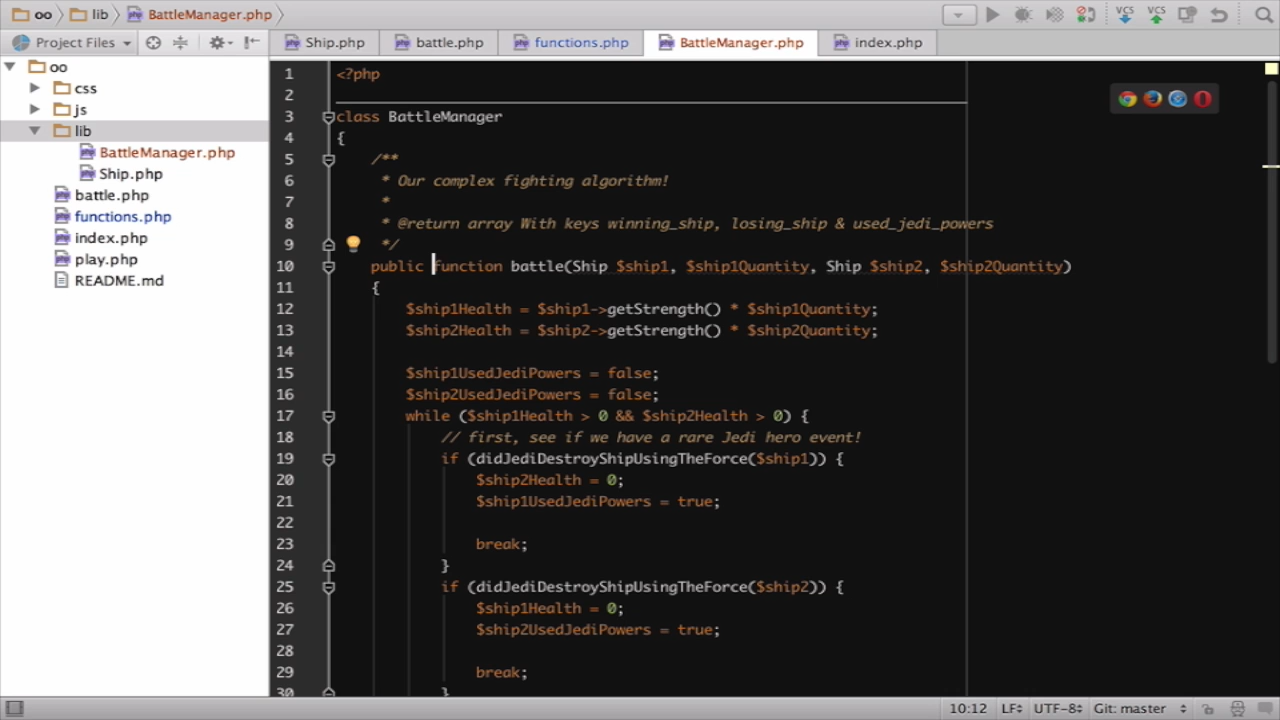 oo lib BattleManager.php
Project Files
Ship.php battle.php functions.php BattleManager.php index.php
oo
css
js
lib
BattleManager.php
Ship.php
battle.php
functions.php
index.php
play.php
README.md
VCS VCS
1 <?php
2
3 class BattleManager
4 {
5 /**
6 * Our complex fighting algorithm!
7 *
8 * @return array With keys winning_ship, losing_ship & used_jedi_powers
9 */
10 public function battle(Ship $ship1, $ship1Quantity, Ship $ship2, $ship2Quantity)
11 {
12 $ship1Health = $ship1->getStrength() * $ship1Quantity;
13 $ship2Health = $ship2->getStrength() * $ship2Quantity;
14
15 $ship1UsedJediPowers = false;
16 $ship2UsedJediPowers = false;
17 while ($ship1Health > 0 && $ship2Health > 0) {
18 // first, see if we have a rare Jedi hero event!
19 if (didJediDestroyShipUsingTheForce($ship1)) {
20 $ship2Health = 0;
21 $ship1UsedJediPowers = true;
22
23 break;
24 }
25 if (didJediDestroyShipUsingTheForce($ship2)) {
26 $ship1Health = 0;
27 $ship2UsedJediPowers = true;
28
29 break;
30 }
10:12 LF UTF-8 Git: master